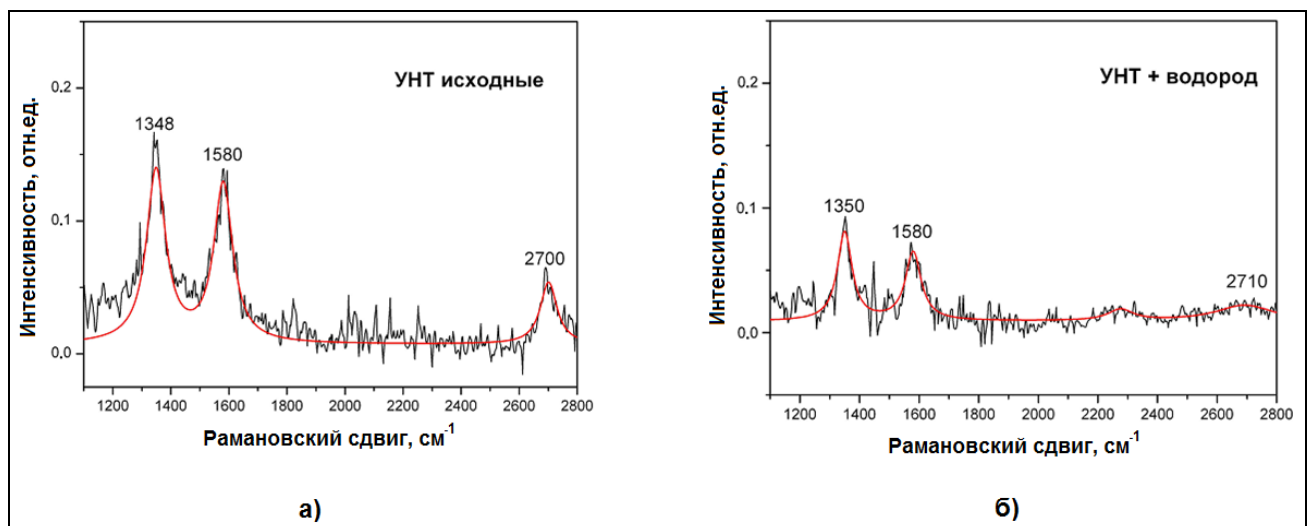 УНТ исходные
1348
1580
2700
0.2
0.1
0.0
Интенсивность, отн.ед.
1200 1400 1600 1800 2000 2200 2400 2600 2800
Рамановский сдвиг, см-1
а)
УНТ + водород
1350
1580
2710
0.2
0.1
0.0
Интенсивность, отн.ед.
1200 1400 1600 1800 2000 2200 2400 2600 2800
Рамановский сдвиг, см-1
б)